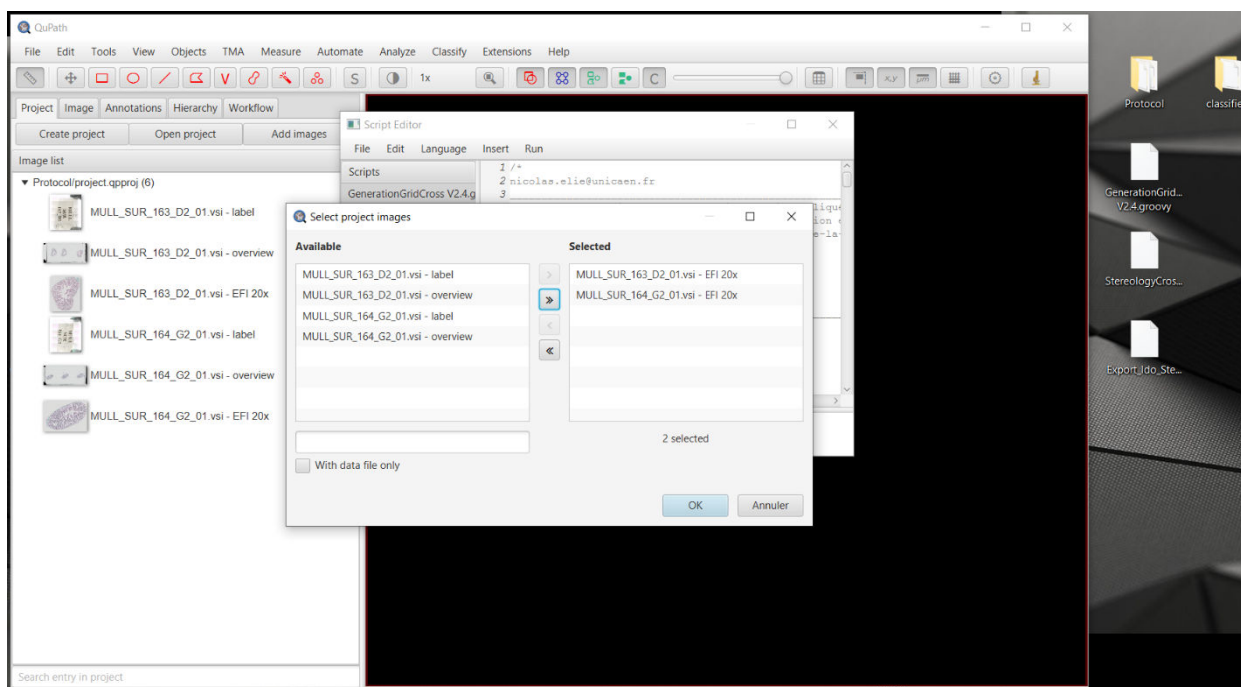 QuPath
File Edit Tools View Objects TMA Measure Automate Analyze Classify Extensions Help
S 1x C x,y μm
Project Image Annotations Hierarchy Workflow
Create project Open project Add images
Image list
Protocol/project.qpproj (6)
MULL_SUR_163_D2_01.vsi - label
MULL_SUR_163_D2_01.vsi - overview
MULL_SUR_163_D2_01.vsi - EFI 20x
MULL_SUR_164_G2_01.vsi - label
MULL_SUR_164_G2_01.vsi - overview
MULL_SUR_164_G2_01.vsi - EFI 20x
Search entry in project
Script Editor
File Edit Language Insert Run
Scripts
GenerationGridCross V2.4.g
1 /*
2 nicolas.elie@unicaen.fr
3
Select project images
Available
MULL_SUR_163_D2_01.vsi - label
MULL_SUR_163_D2_01.vsi - overview
MULL_SUR_164_G2_01.vsi - label
MULL_SUR_164_G2_01.vsi - overview
With data file only
Selected
MULL_SUR_163_D2_01.vsi - EFI 20x
MULL_SUR_164_G2_01.vsi - EFI 20x
2 selected
OK Annuler
Protocol
classifie
GenerationGrid...
V2.4.groovy
StereologyCros...
Export_Ido_Ste...